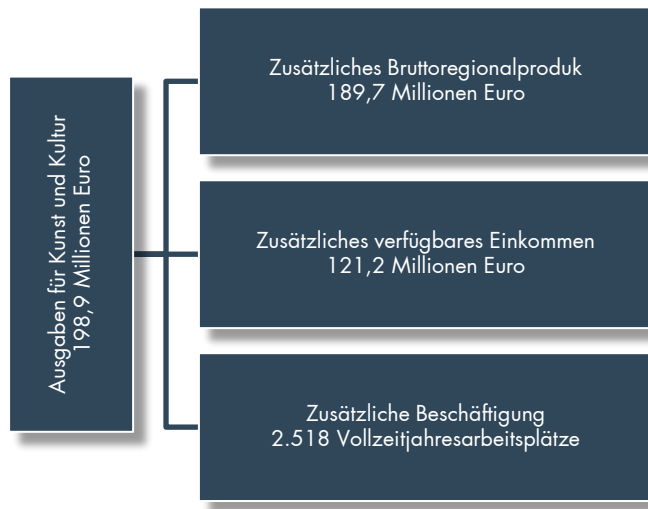 Ausgaben für Kunst und Kultur
198,9 Millionen Euro
Zusätzliches Bruttoregionalproduk
189,7 Millionen Euro
Zusätzliches verfügbares Einkommen
121,2 Millionen Euro
Zusätzliche Beschäftigung
2.518 Vollzeitjahresarbeitsplätze